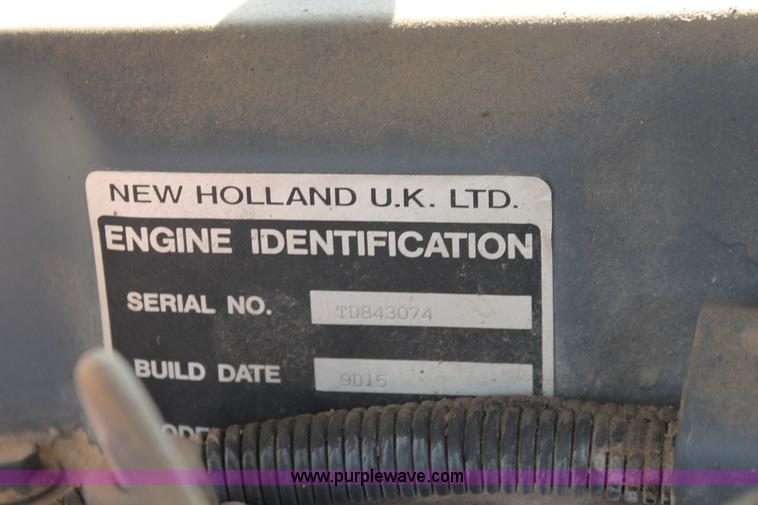 NEW HOLLAND U.K. LTD.
ENGINE IDENTIFICATION
SERIAL NO. TD843074
BUILD DATE 9D15
www.purplewave.com